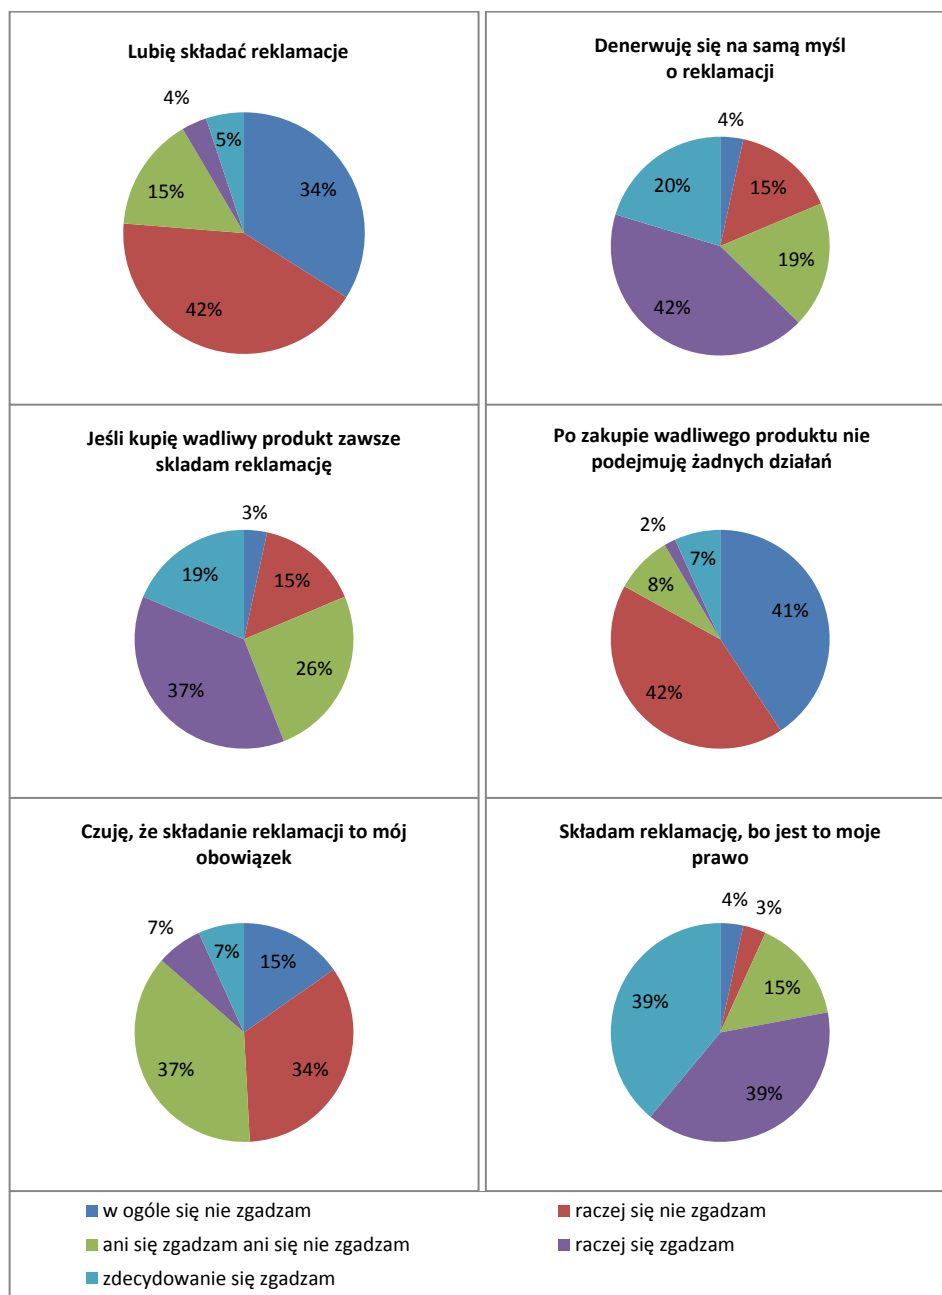 Lubię składać reklamacje
4%
5%
34%
15%
42%
Denerwuję się na samą myśl
o reklamacji
4%
20%
15%
19%
42%
Jeśli kupię wadliwy produkt zawsze
skladam reklamację
3%
19%
15%
26%
37%
Po zakupie wadliwego produktu nie
podejmuję żadnych działań
2%
7%
8%
41%
42%
Czuję, że składanie reklamacji to mój
obowiązek
7%
7%
15%
37%
34%
Składam reklamację, bo jest to moje
prawo
4%
3%
39%
15%
39%
w ogóle się nie zgadzam
raczej się nie zgadzam
ani się zgadzam ani się nie zgadzam
raczej się zgadzam
zdecydowanie się zgadzam